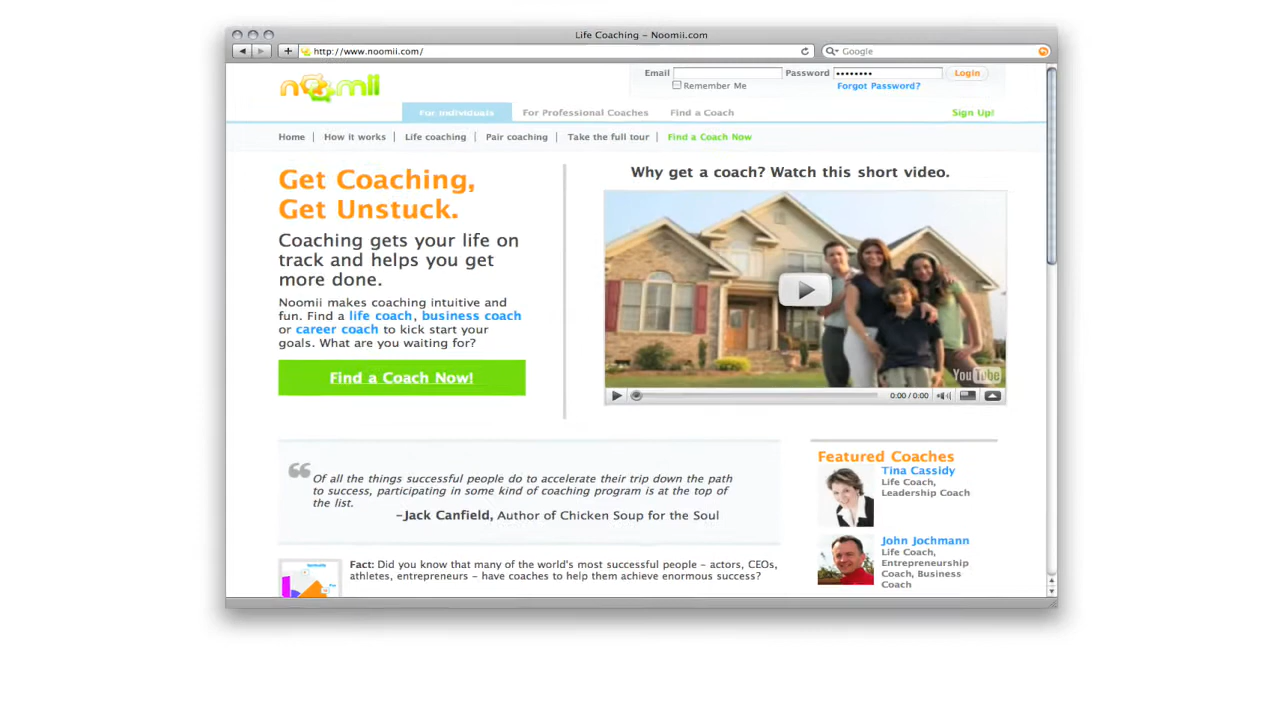 Life Coaching – Noomii.com
http://www.noomii.com/
Google
noomii
Email
Password
••••••••
Login
Remember Me
Forgot Password?
For Individuals
For Professional Coaches
Find a Coach
Sign Up!
Home | How it works | Life coaching | Pair coaching | Take the full tour | Find a Coach Now
Get Coaching,
Get Unstuck.
Coaching gets your life on
track and helps you get
more done.
Noomii makes coaching intuitive and
fun. Find a life coach, business coach
or career coach to kick start your
goals. What are you waiting for?
Find a Coach Now!
Why get a coach? Watch this short video.
YouTube
0:00 / 0:00
Of all the things successful people do to accelerate their trip down the path
to success, participating in some kind of coaching program is at the top of
the list.
–Jack Canfield, Author of Chicken Soup for the Soul
Fact: Did you know that many of the world's most successful people – actors, CEOs,
athletes, entrepreneurs – have coaches to help them achieve enormous success?
Featured Coaches
Tina Cassidy
Life Coach,
Leadership Coach
John Jochmann
Life Coach,
Entrepreneurship
Coach, Business
Coach